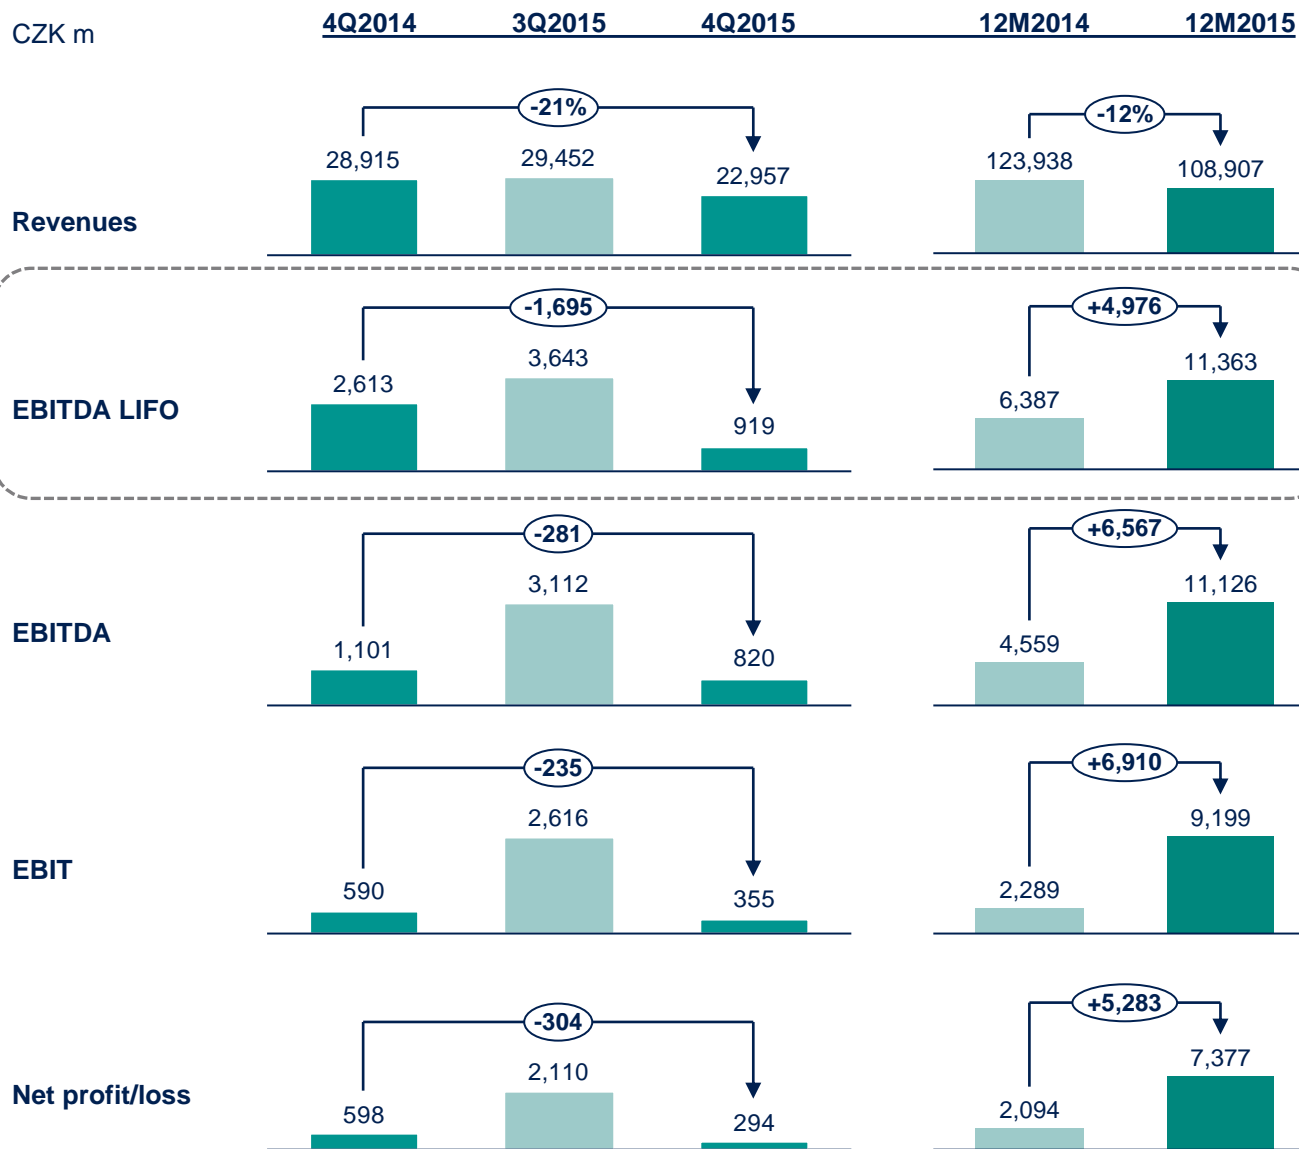 CZK m
4Q2014 3Q2015 4Q2015 12M2014 12M2015
-21% -12%
28,915 29,452 22,957 123,938 108,907
Revenues
-1,695 +4,976
2,613 3,643 919 6,387 11,363
EBITDA LIFO
-281 +6,567
1,101 3,112 820 4,559 11,126
EBITDA
-235 +6,910
590 2,616 355 2,289 9,199
EBIT
-304 +5,283
598 2,110 294 2,094 7,377
Net profit/loss